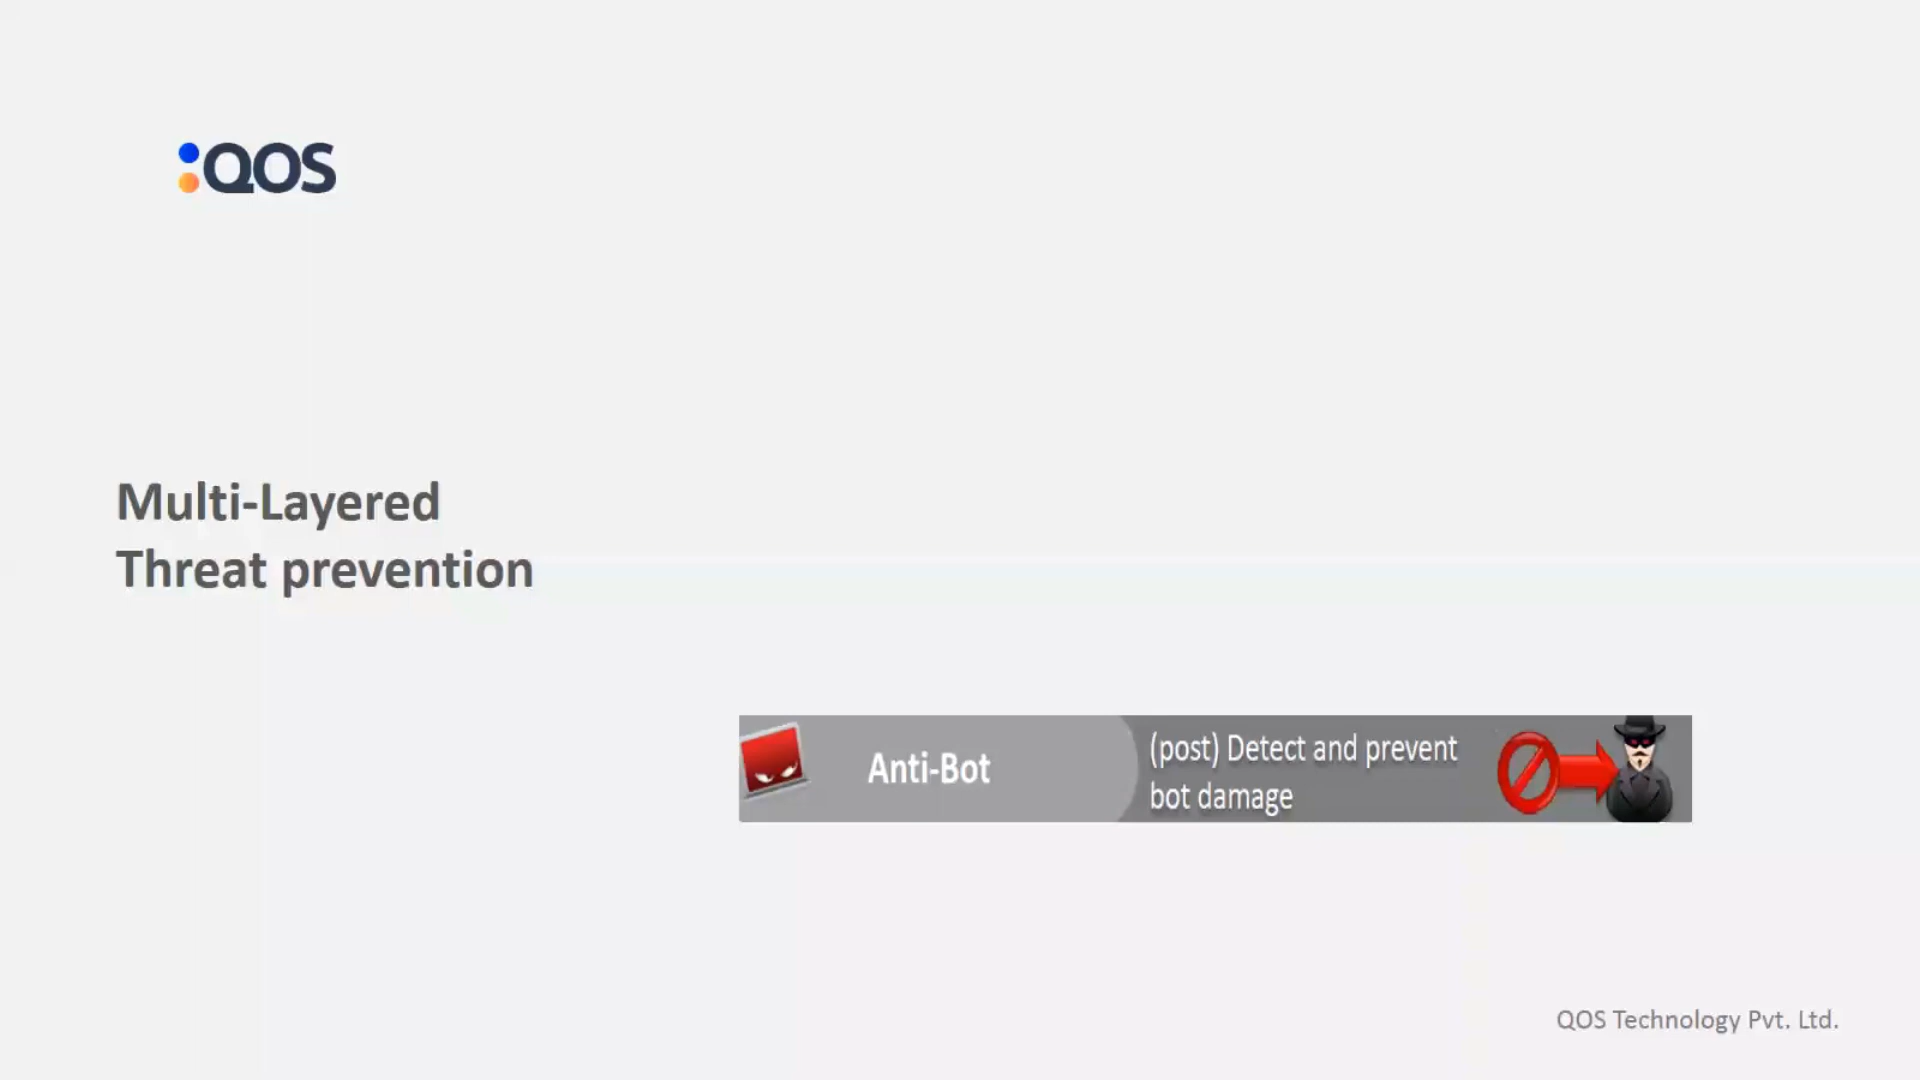 QOS
Multi-Layered
Threat prevention
Anti-Bot
(post) Detect and prevent
bot damage
QOS Technology Pvt. Ltd.